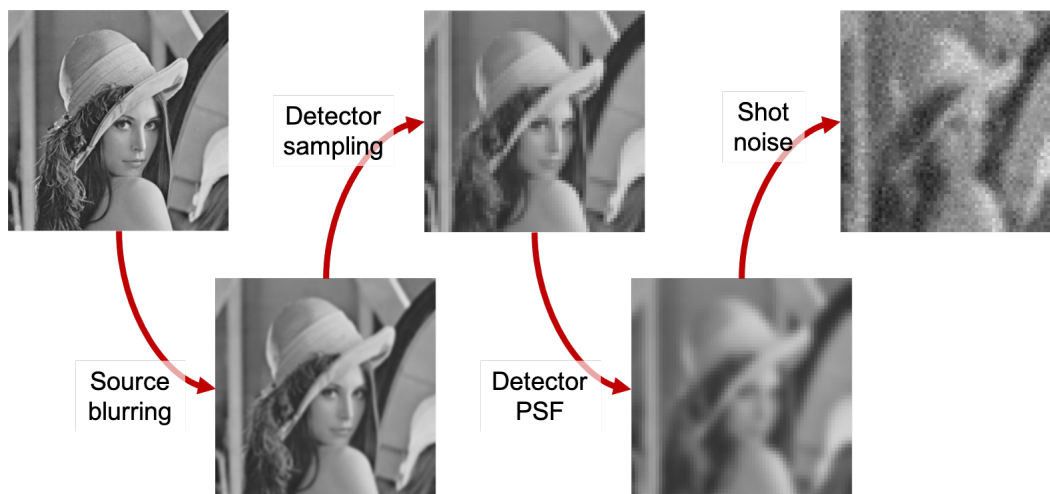 Source
blurring
Detector
sampling
Detector
PSF
Shot
noise